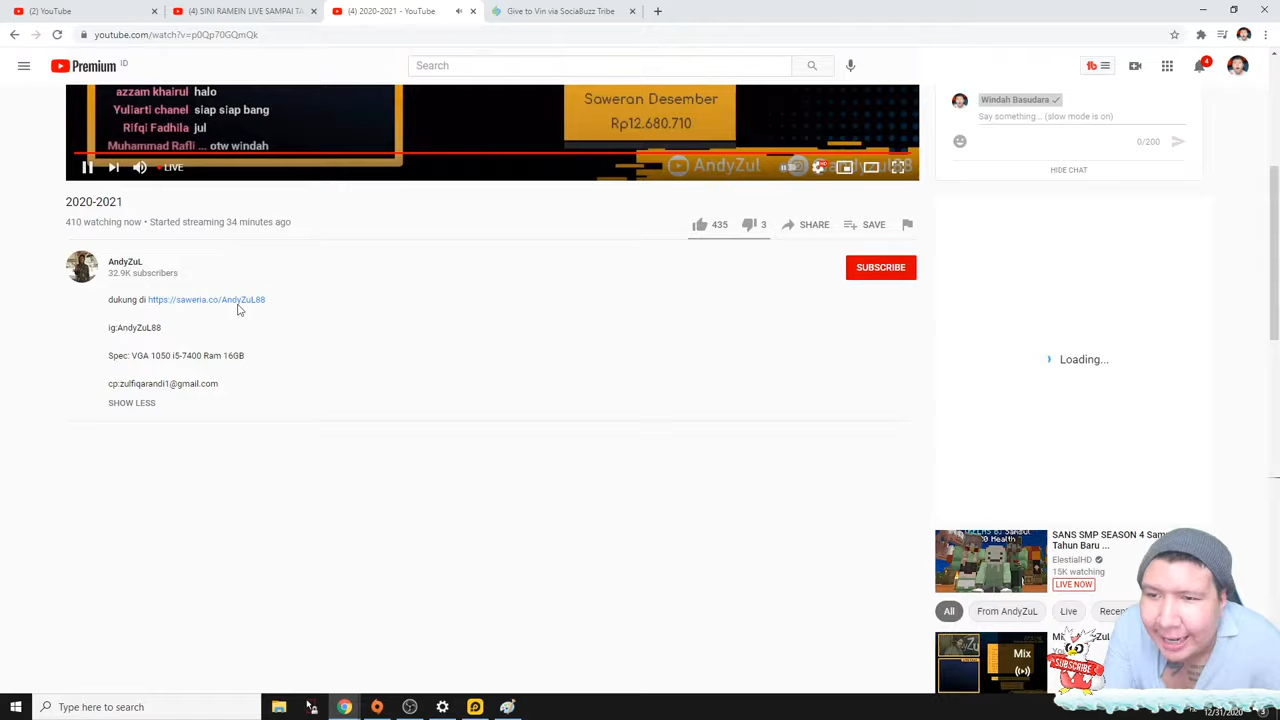 (2) YouTube
(4) SINI RAMEIN LIVE SAMPAI TA
(4) 2020-2021 - YouTube
Give to Vin via SociaBuzz Tribe
youtube.com/watch?v=p0Qp70GQmQk
Premium ID
Search
4
azzam khairul halo
Yuliarti chanel siap siap bang
Rifqi Fadhila jul
Muhammad Rafli ... otw windah
Saweran Desember
Rp12.680.710
LIVE
AndyZul
Windah Basudara
Say something... (slow mode is on)
0/200
HIDE CHAT
2020-2021
410 watching now • Started streaming 34 minutes ago
435
3
SHARE
SAVE
AndyZuL
32.9K subscribers
SUBSCRIBE
dukung di https://saweria.co/AndyZuL88
ig:AndyZuL88
Spec: VGA 1050 i5-7400 Ram 16GB
cp:zulfiqarandi1@gmail.com
SHOW LESS
Loading...
SANS SMP SEASON 4
Tahun Baru ...
ElestialHD
15K watching
LIVE NOW
All
From AndyZuL
Live
Mix
SUBSCRIBE
Type here to search
12/31/2020